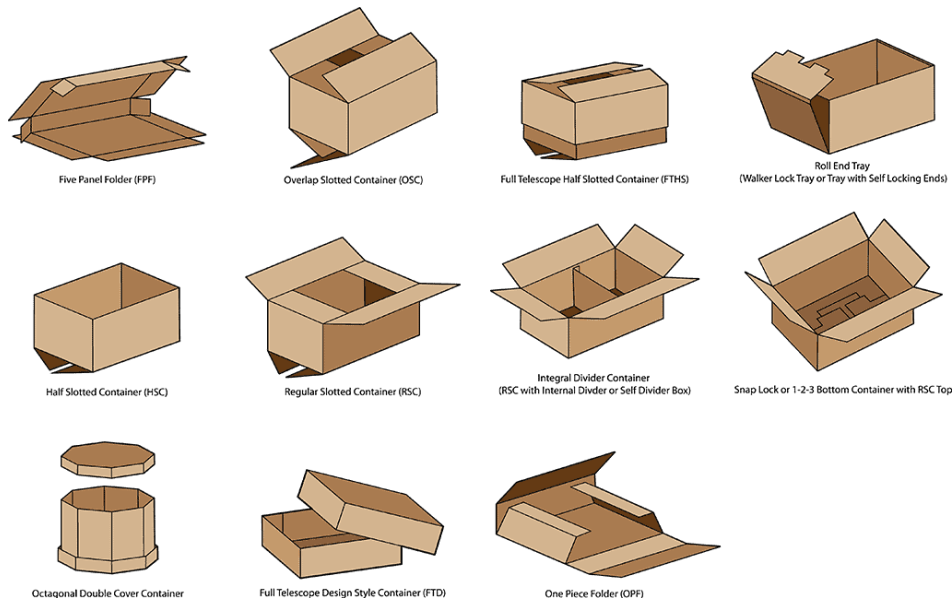 Five Panel Folder (FPF)
Overlap Slotted Container (OSC)
Full Telescope Half Slotted Container (FTHS)
Roll End Tray
(Walker Lock Tray or Tray with Self Locking Ends)
Half Slotted Container (HSC)
Regular Slotted Container (RSC)
Integral Divider Container
(RSC with Internal Divder or Self Divider Box)
Snap Lock or 1-2-3 Bottom Container with RSC Top
Octagonal Double Cover Container
Full Telescope Design Style Container (FTD)
One Piece Folder (OPF)